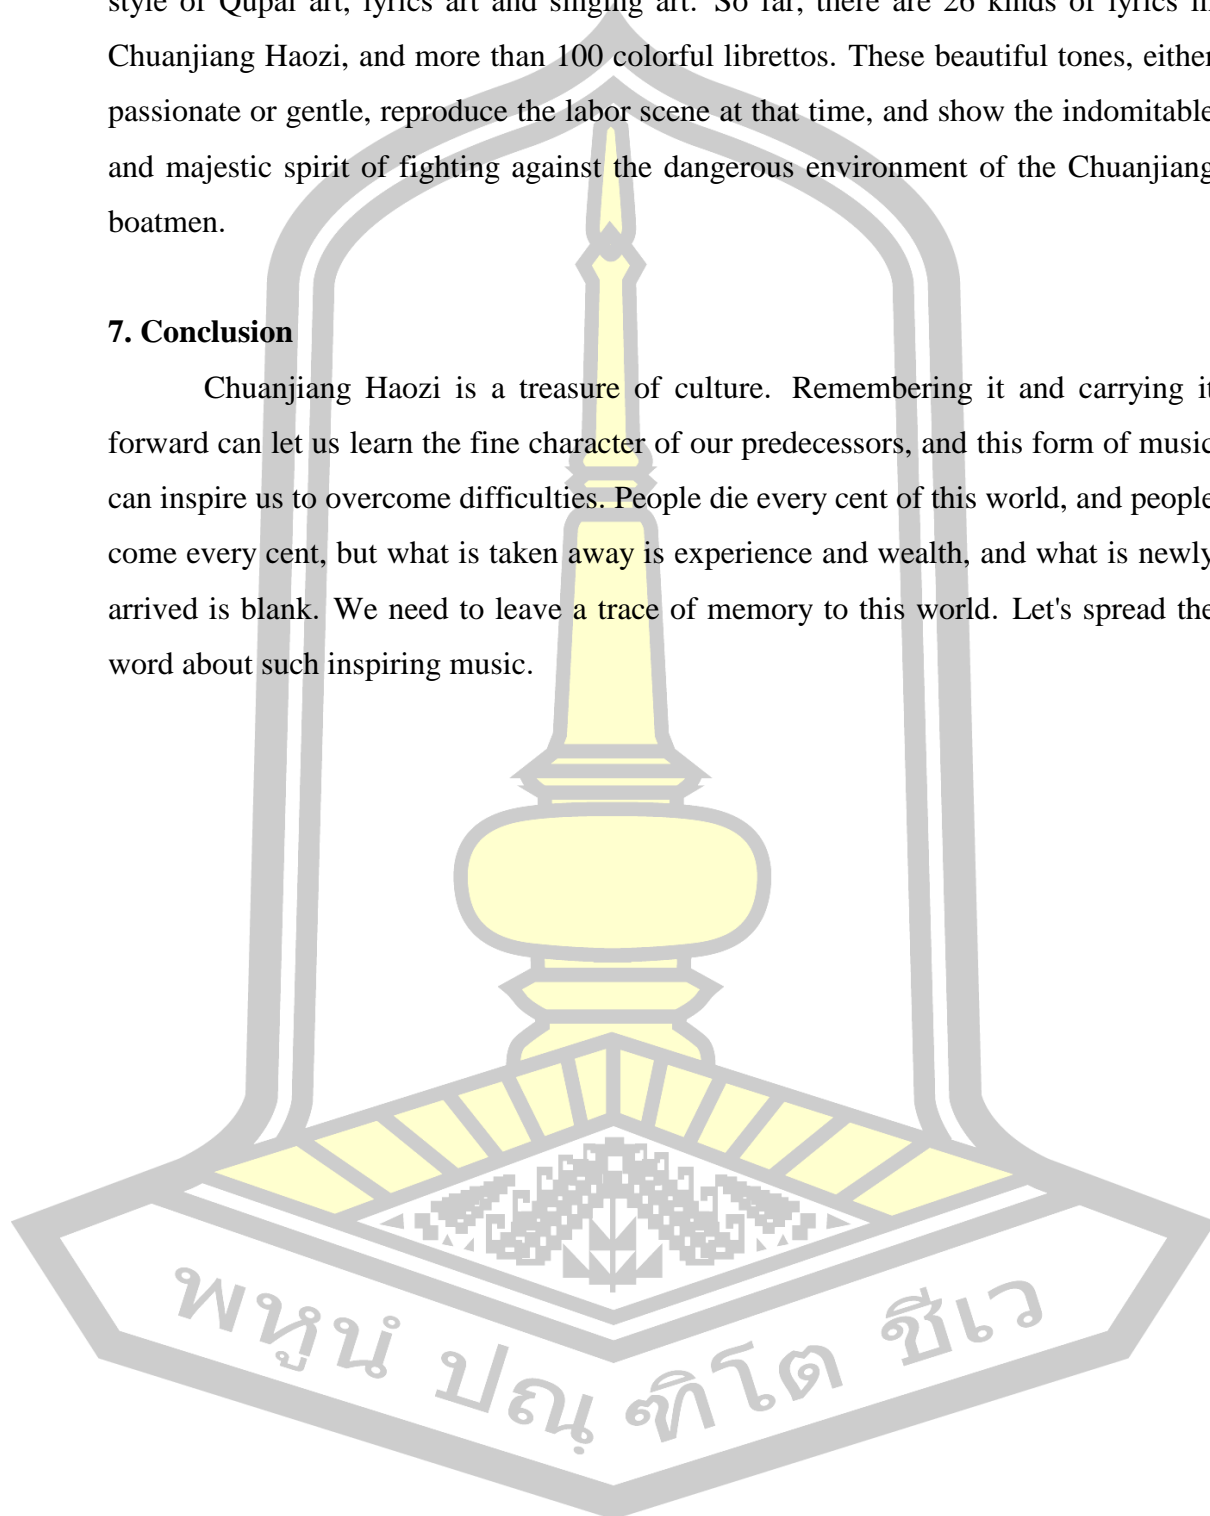 style of Qupai art, lyrics art and singing art. So far, there are 26 kinds of lyrics in
Chuanjiang Haozi, and more than 100 colorful librettos. These beautiful tones, either
passionate or gentle, reproduce the labor scene at that time, and show the indomitable
and majestic spirit of fighting against the dangerous environment of the Chuanjiang
boatmen.
7. Conclusion
Chuanjiang Haozi is a treasure of culture. Remembering it and carrying it
forward can let us learn the fine character of our predecessors, and this form of music
can inspire us to overcome difficulties. People die every cent of this world, and people
come every cent, but what is taken away is experience and wealth, and what is newly
arrived is blank. We need to leave a trace of memory to this world. Let's spread the
word about such inspiring music.
พหูนํ ปณฺ ฑิโต ชีเว